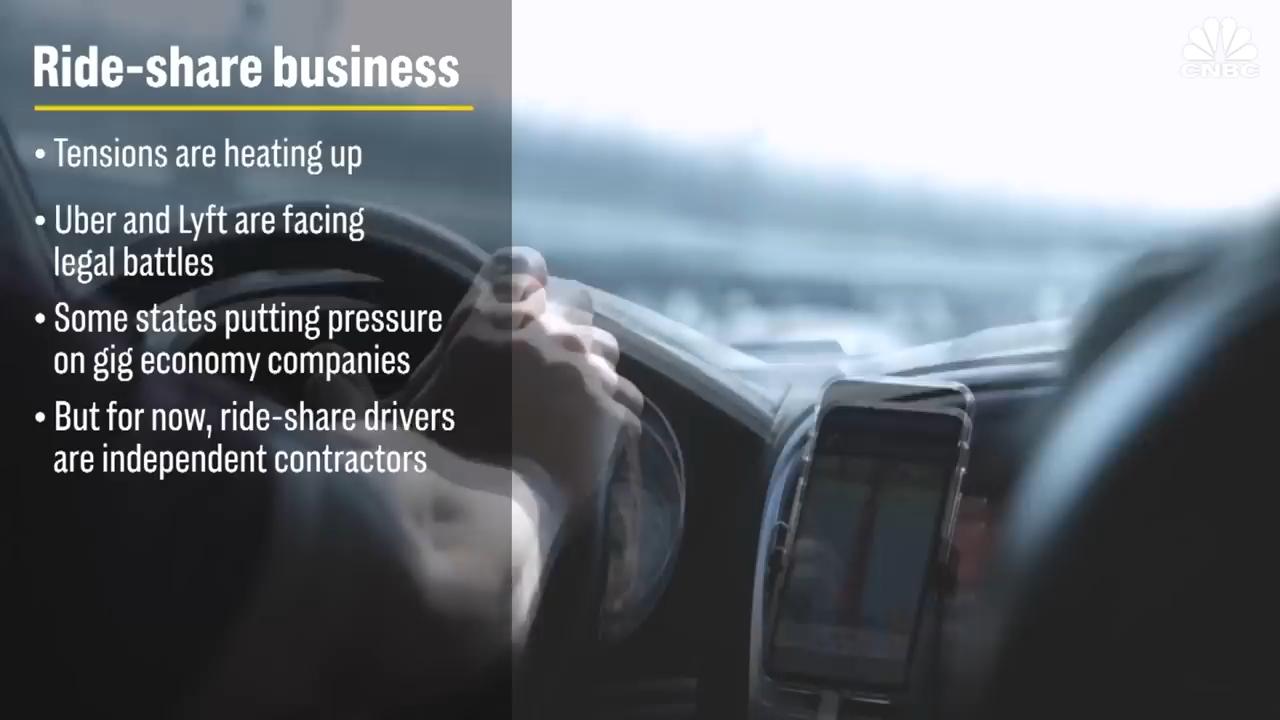 Ride-share business
• Tensions are heating up
• Uber and Lyft are facing
legal battles
• Some states putting pressure
on gig economy companies
• But for now, ride-share drivers
are independent contractors
CNBC